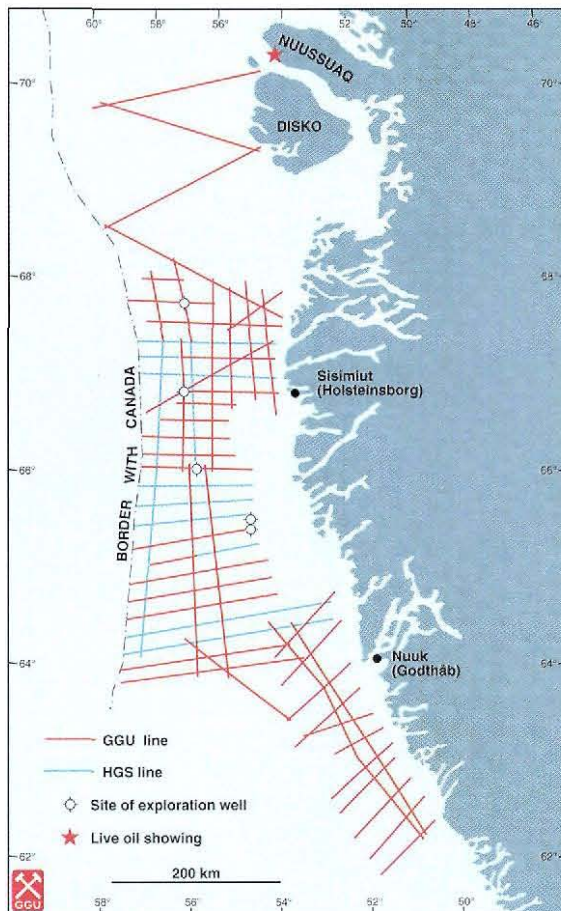 60° 58° 56° 54° 52° 50°
NUUSSUAQ
70° 70°
DISKO
68° 68°
Sisimiut
(Holsteinsborg)
BORDER WITH CANADA
66° 66°
64° 64°
Nuuk
(Godthåb)
GGU line
HGS line
Site of exploration well
Live oil showing
62° 62°
200 km
GGU
58° 56° 54° 52° 50°